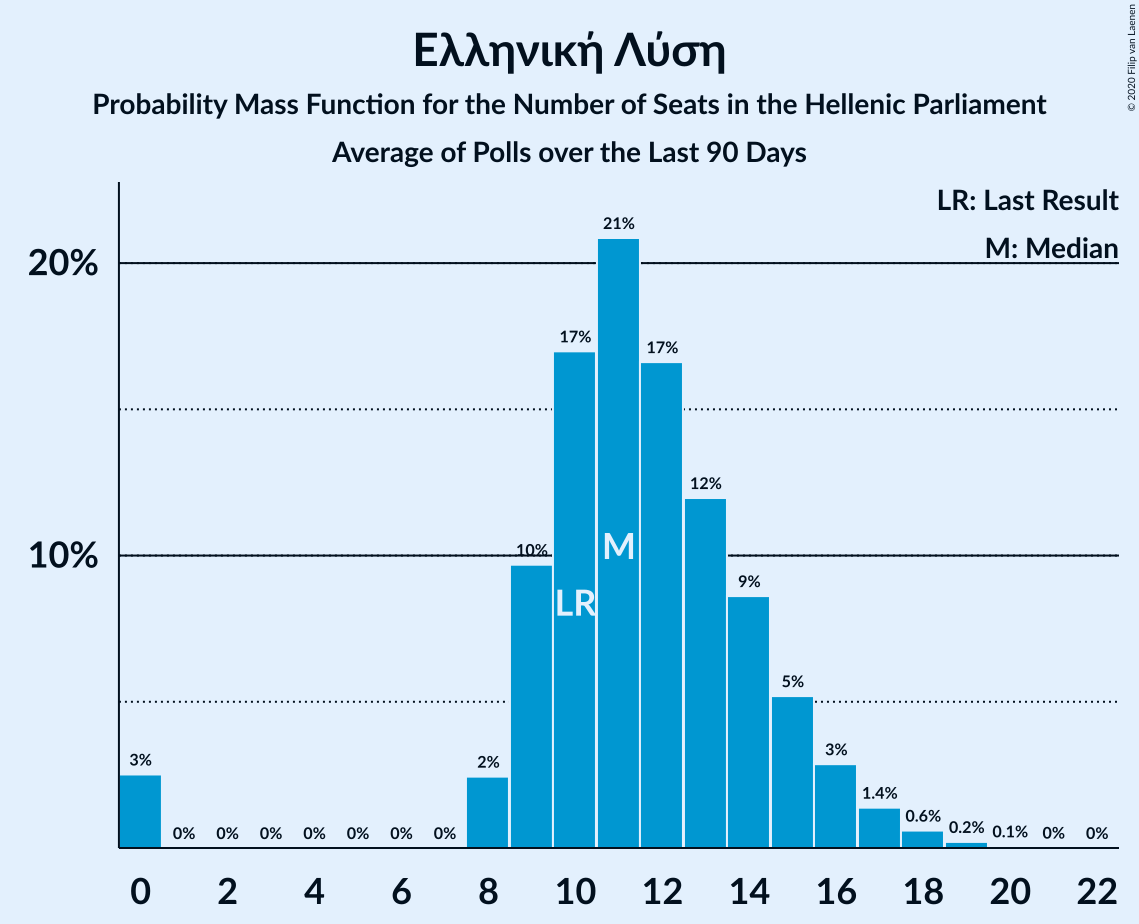 © 2020 Filip van Laenen
Ελληνική Λύση
Probability Mass Function for the Number of Seats in the Hellenic Parliament
Average of Polls over the Last 90 Days
LR: Last Result
M: Median
20%
10%
3%
0%
0%
0%
0%
0%
0%
0%
2%
10%
17%
21%
17%
12%
9%
5%
3%
1.4%
0.6%
0.2%
0.1%
0%
0%
LR
M
0 2 4 6 8 10 12 14 16 18 20 22